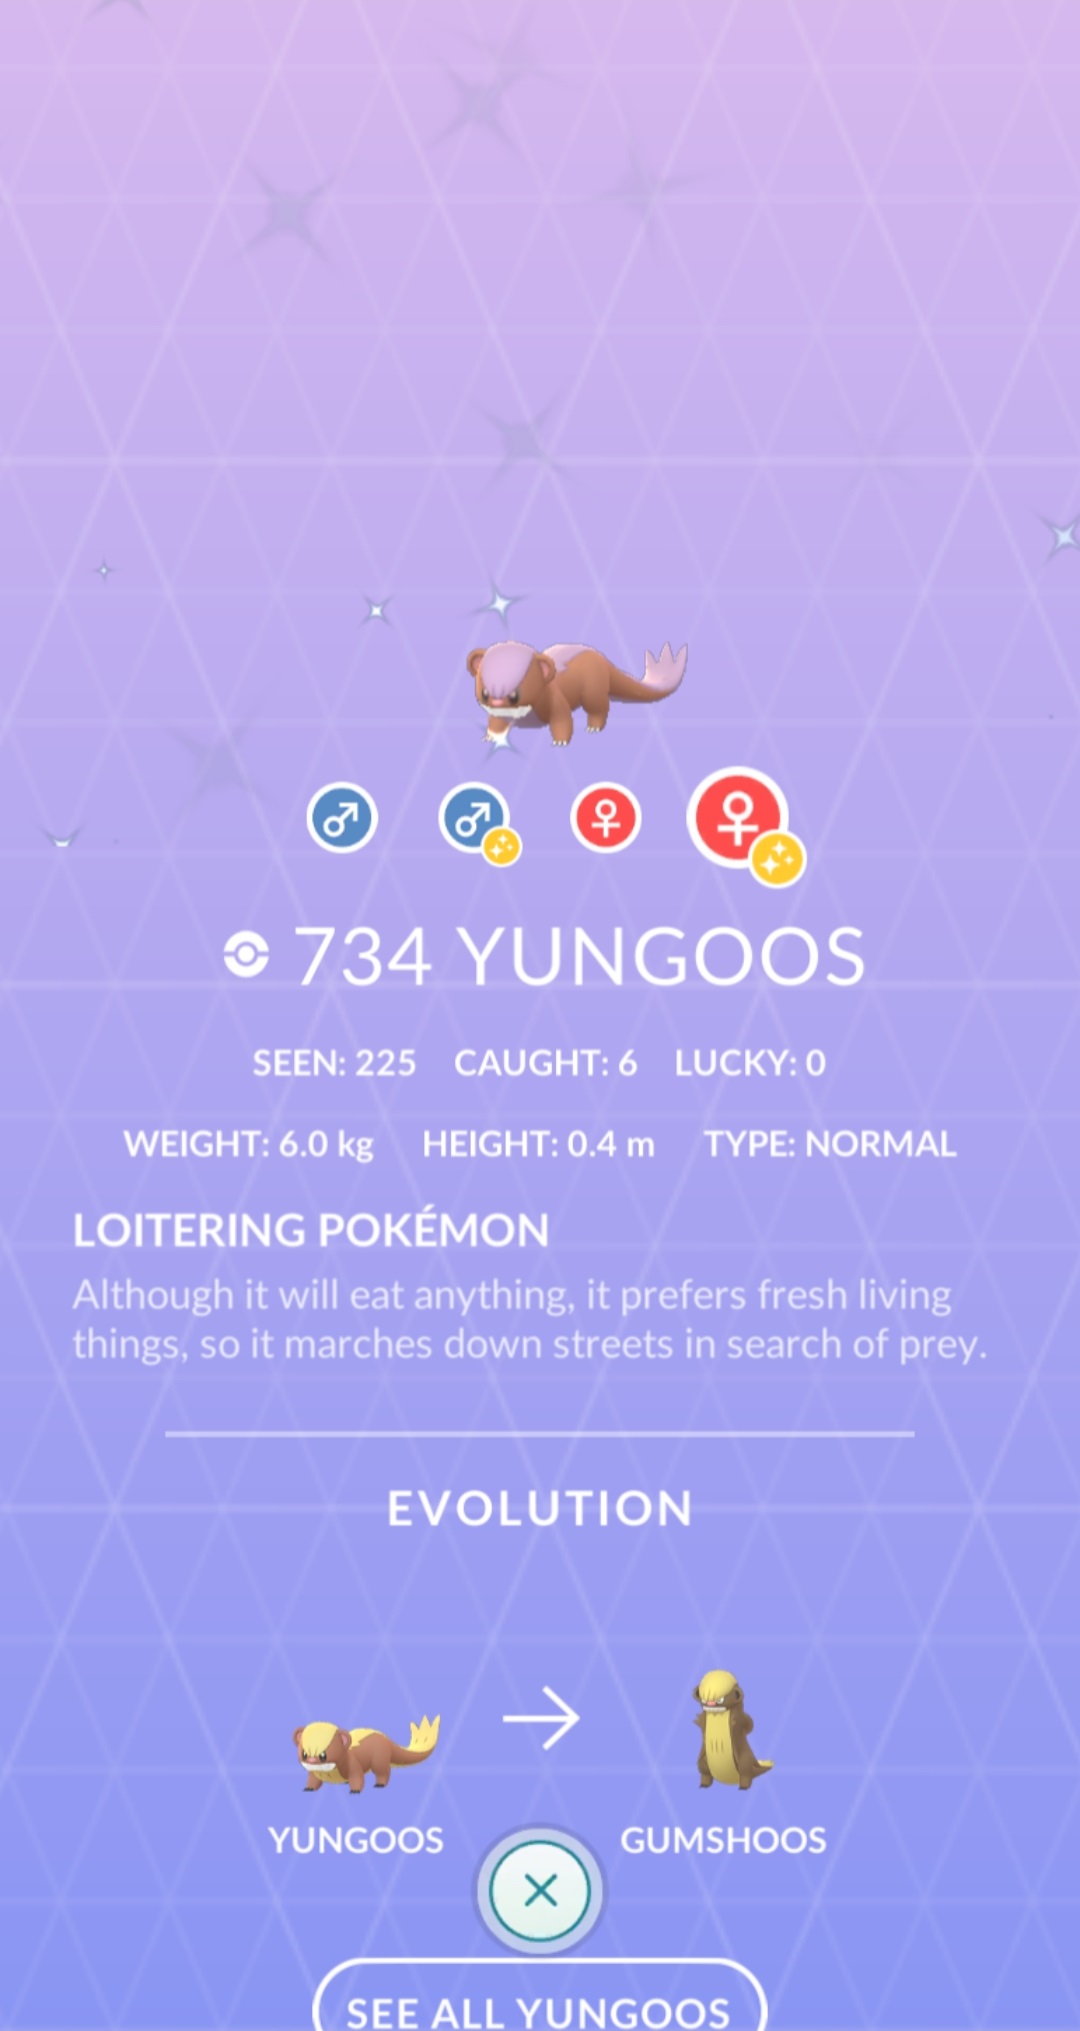 734 YUNGOOS
SEEN: 225 CAUGHT: 6 LUCKY: 0
WEIGHT: 6.0 kg HEIGHT: 0.4 m TYPE: NORMAL
LOITERING POKÉMON
Although it will eat anything, it prefers fresh living
things, so it marches down streets in search of prey.
EVOLUTION
YUNGOOS GUMSHOOS
SEE ALL YUNGOOS